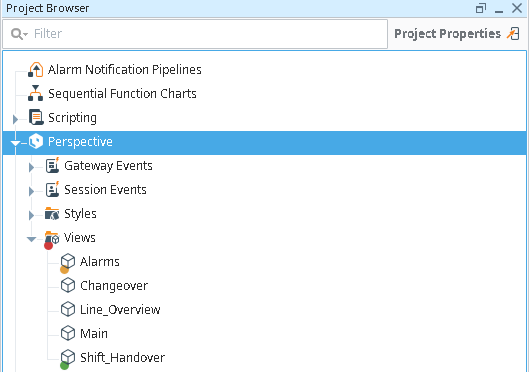 Project Browser
Filter
Project Properties
Alarm Notification Pipelines
Sequential Function Charts
Scripting
Perspective
Gateway Events
Session Events
Styles
Views
Alarms
Changeover
Line_Overview
Main
Shift_Handover